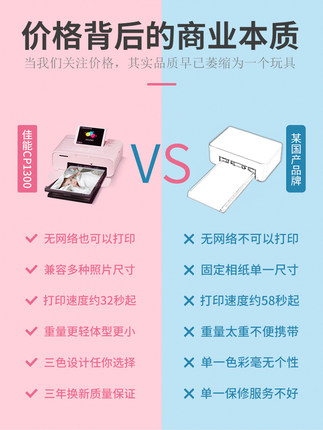 价格背后的商业本质
当我们关注价格，其实品质早已萎缩为一个玩具
佳能CP1300
VS
某国产品牌
无网络也可以打印
无网络不可以打印
兼容多种照片尺寸
固定相纸单一尺寸
打印速度约32秒起
打印速度约58秒起
重量更轻体型更小
重量太重不便携带
三色设计任你选择
单一色彩毫无个性
三年换新质量保证
单一保修服务不好